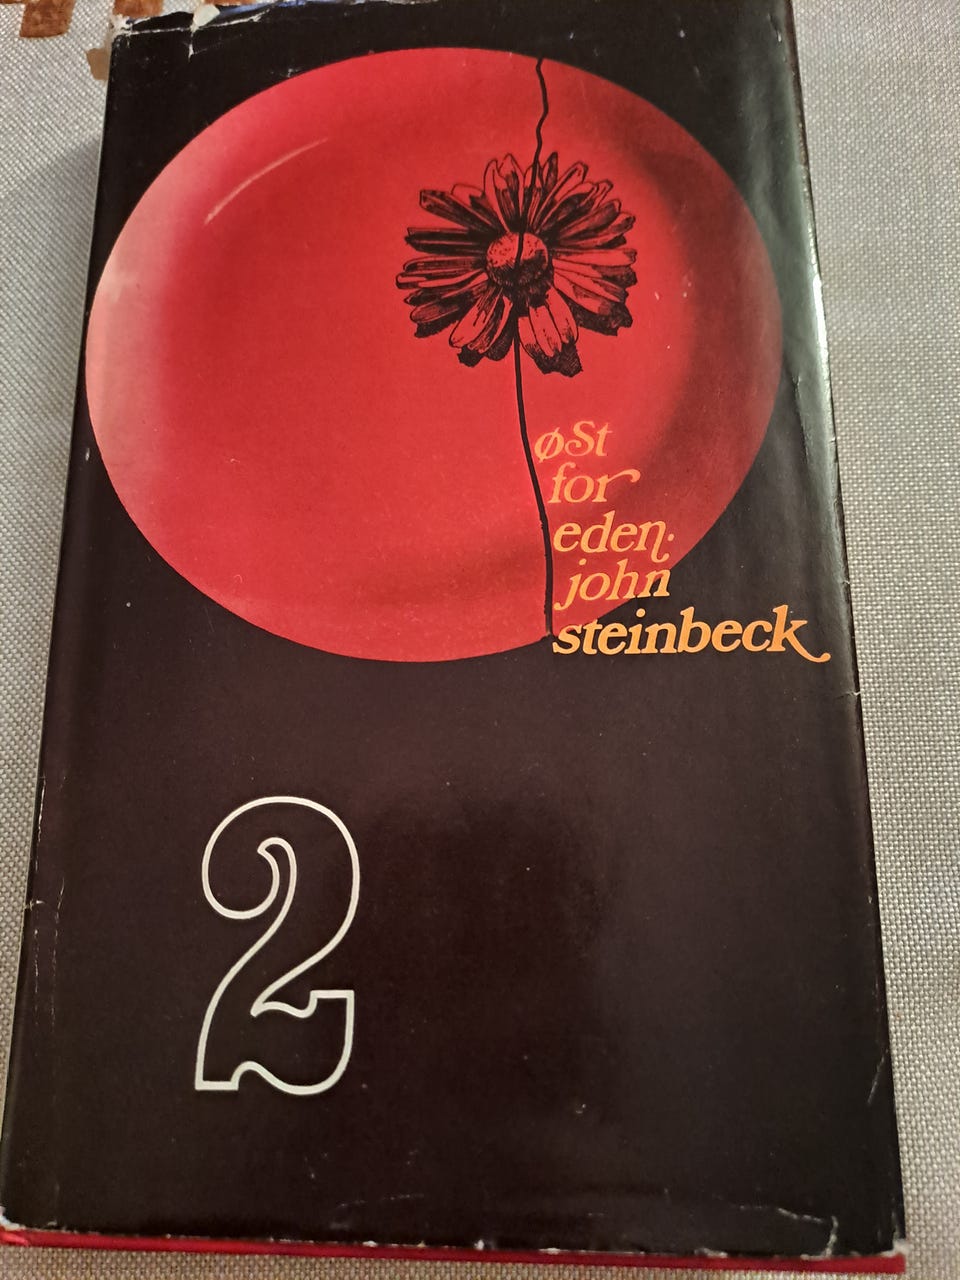 øSt
for
eden·
john
steinbeck
2